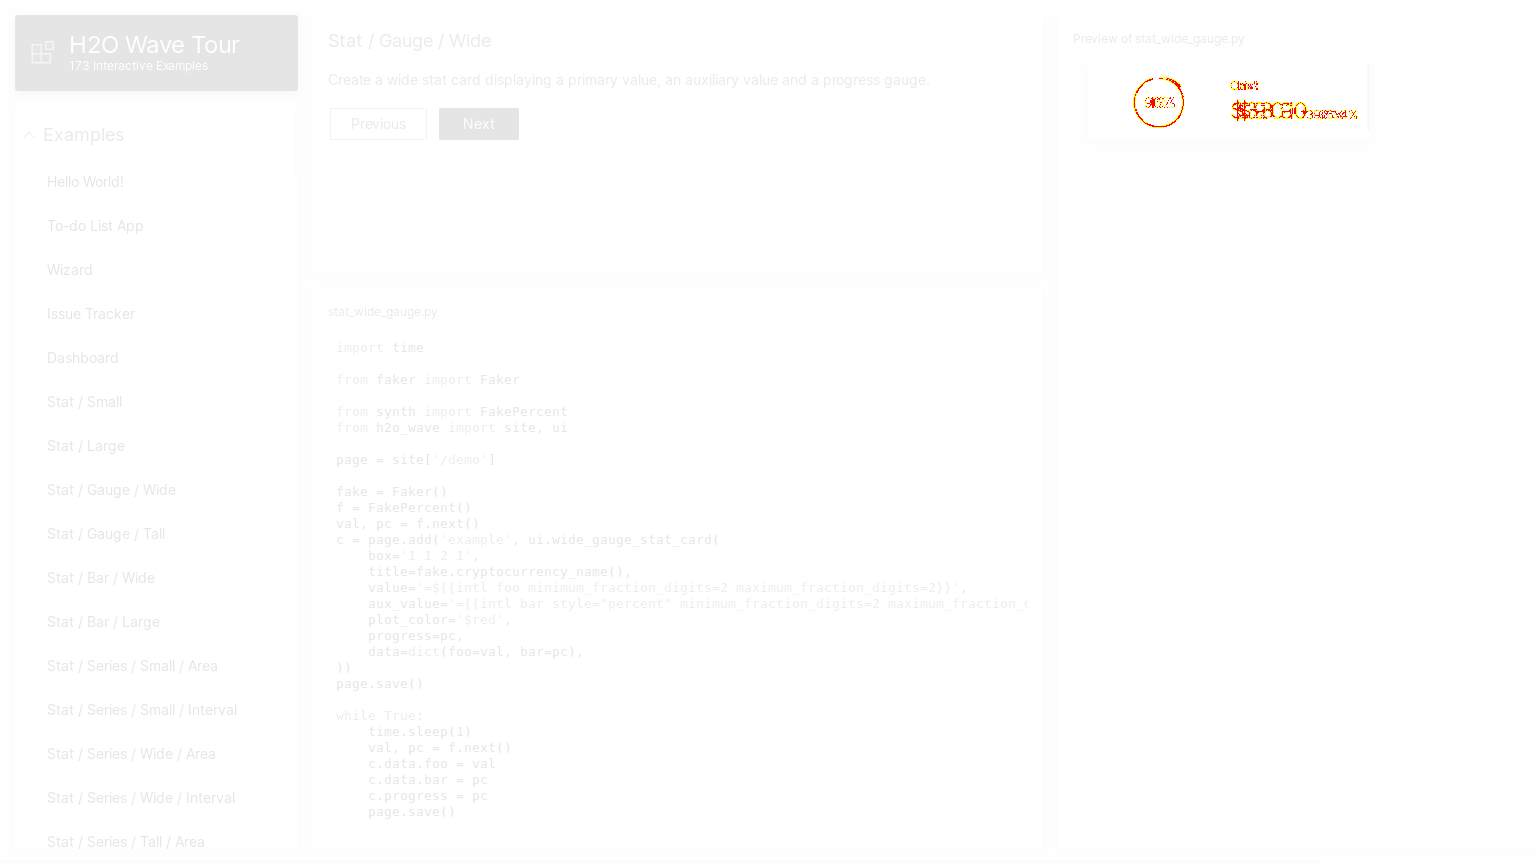 H2O Wave Tour
173 Interactive Examples
Examples
Hello World!
To-do List App
Wizard
Issue Tracker
Dashboard
Stat / Small
Stat / Large
Stat / Gauge / Wide
Stat / Gauge / Tall
Stat / Bar / Wide
Stat / Bar / Large
Stat / Series / Small / Area
Stat / Series / Small / Interval
Stat / Series / Wide / Area
Stat / Series / Wide / Interval
Stat / Series / Tall / Area
Stat / Gauge / Wide
Create a wide stat card displaying a primary value, an auxiliary value and a progress gauge.
Previous
Next
stat_wide_gauge.py
import time
from faker import Faker
from synth import FakePercent
from h2o_wave import site, ui
page = site['/demo']
fake = Faker()
f = FakePercent()
val, pc = f.next()
c = page.add('example', ui.wide_gauge_stat_card(
    box='1 1 2 1',
    title=fake.cryptocurrency_name(),
    value='=${{intl foo minimum_fraction_digits=2 maximum_fraction_digits=2}}',
    aux_value='={{intl bar style="percent" minimum_fraction_digits=2 maximum_fraction_
    plot_color='$red',
    progress=pc,
    data=dict(foo=val, bar=pc),
))
page.save()
while True:
    time.sleep(1)
    val, pc = f.next()
    c.data.foo = val
    c.data.bar = pc
    c.progress = pc
    page.save()
Preview of stat_wide_gauge.py